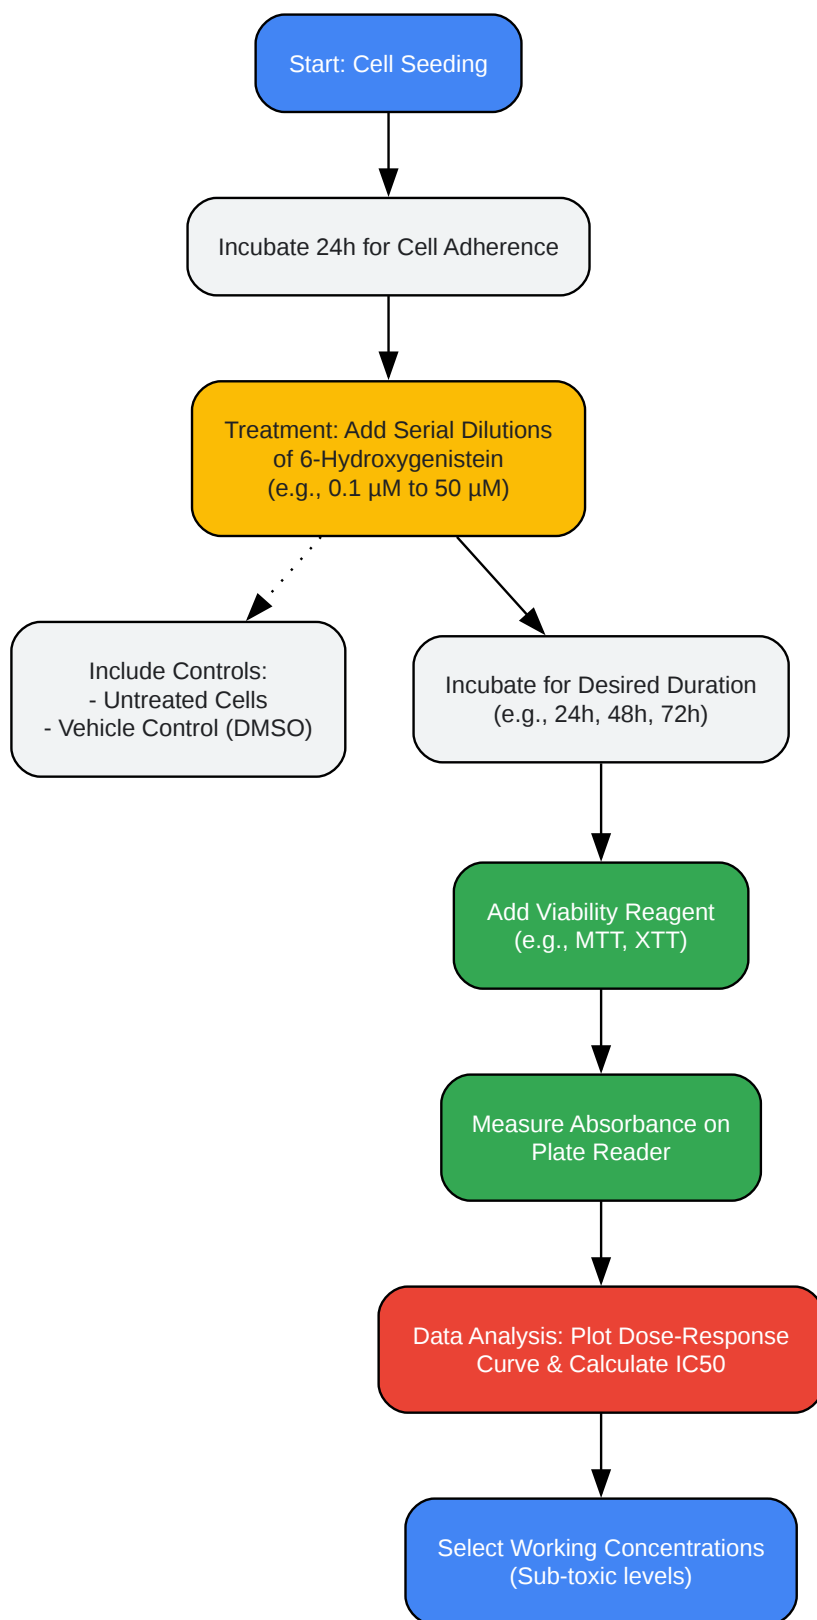 Start: Cell Seeding
Incubate 24h for Cell Adherence
Treatment: Add Serial Dilutions
of 6-Hydroxygenistein
(e.g., 0.1 µM to 50 µM)
Include Controls:
- Untreated Cells
- Vehicle Control (DMSO)
Incubate for Desired Duration
(e.g., 24h, 48h, 72h)
Add Viability Reagent
(e.g., MTT, XTT)
Measure Absorbance on
Plate Reader
Data Analysis: Plot Dose-Response
Curve & Calculate IC50
Select Working Concentrations
(Sub-toxic levels)